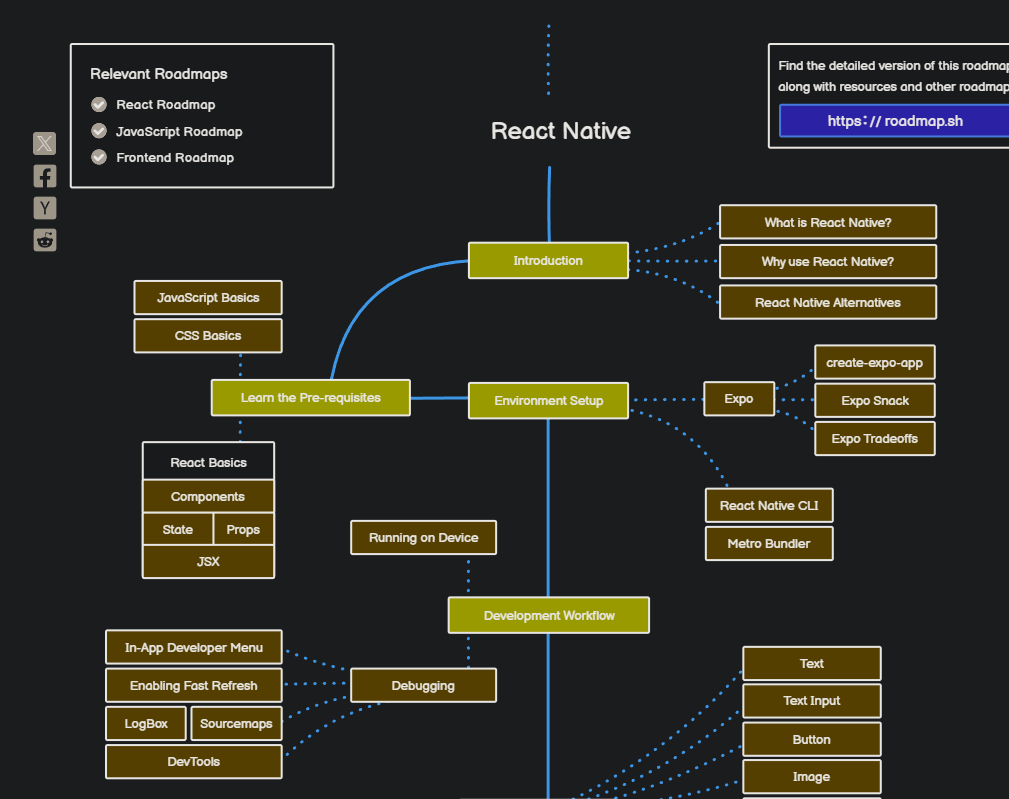 Relevant Roadmaps
React Roadmap
JavaScript Roadmap
Frontend Roadmap
Find the detailed version of this roadmap
along with resources and other roadmap
https://roadmap.sh
React Native
Introduction
What is React Native?
Why use React Native?
React Native Alternatives
JavaScript Basics
CSS Basics
Learn the Pre-requisites
Environment Setup
Expo
create-expo-app
Expo Snack
Expo Tradeoffs
React Basics
Components
State
Props
JSX
React Native CLI
Metro Bundler
Running on Device
Development Workflow
Debugging
In-App Developer Menu
Enabling Fast Refresh
LogBox
Sourcemaps
DevTools
Text
Text Input
Button
Image